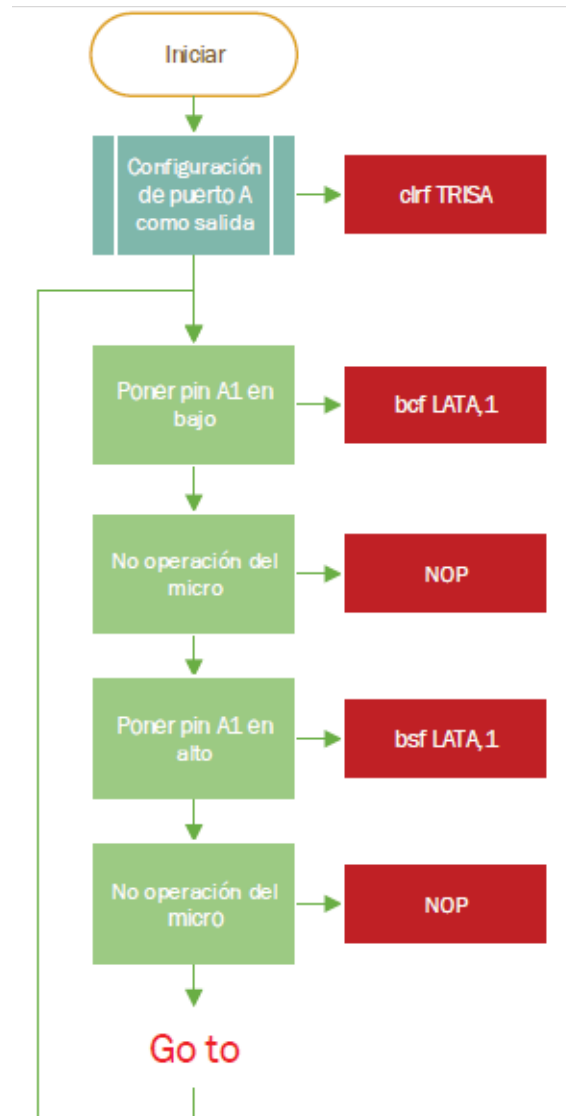 Iniciar
Configuración
de puerto A
como salida
clrf TRISA
Poner pin A1 en
bajo
bcf LATA,1
No operación del
micro
NOP
Poner pin A1 en
alto
bsf LATA,1
No operación del
micro
NOP
Go to